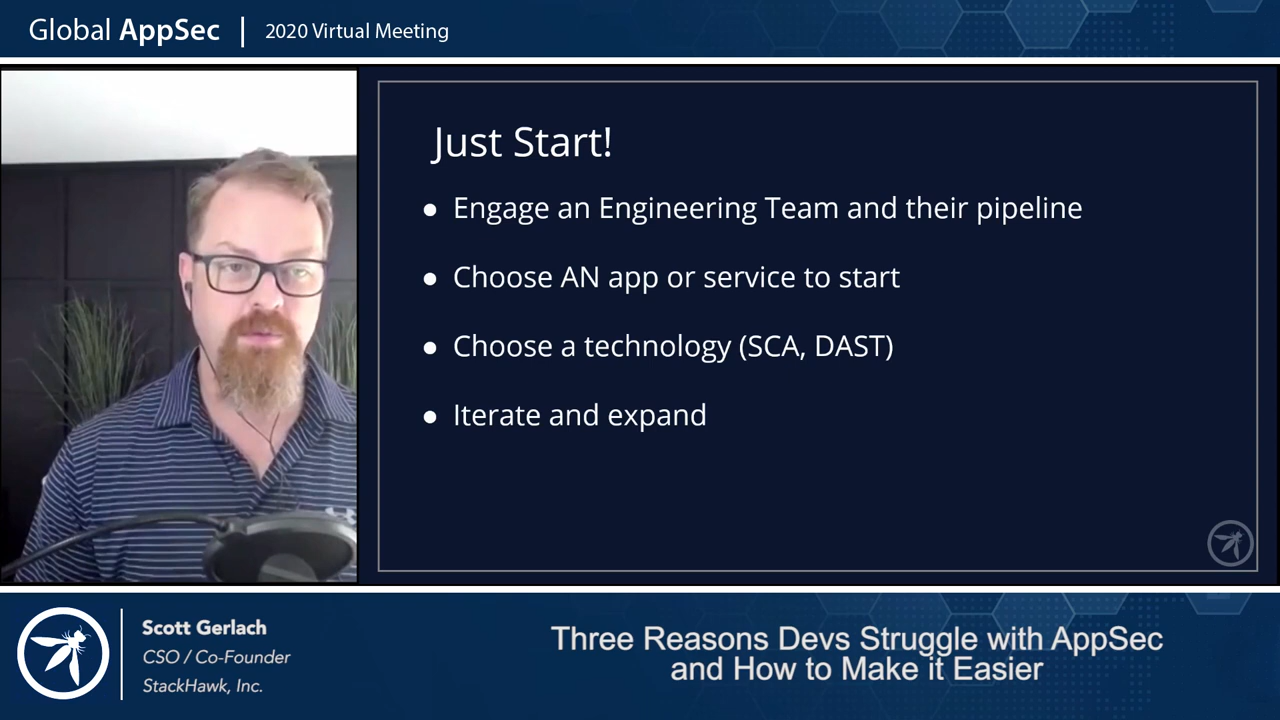 Global AppSec | 2020 Virtual Meeting
Just Start!
● Engage an Engineering Team and their pipeline
● Choose AN app or service to start
● Choose a technology (SCA, DAST)
● Iterate and expand
Scott Gerlach
CSO / Co-Founder
StackHawk, Inc.
Three Reasons Devs Struggle with AppSec
and How to Make it Easier